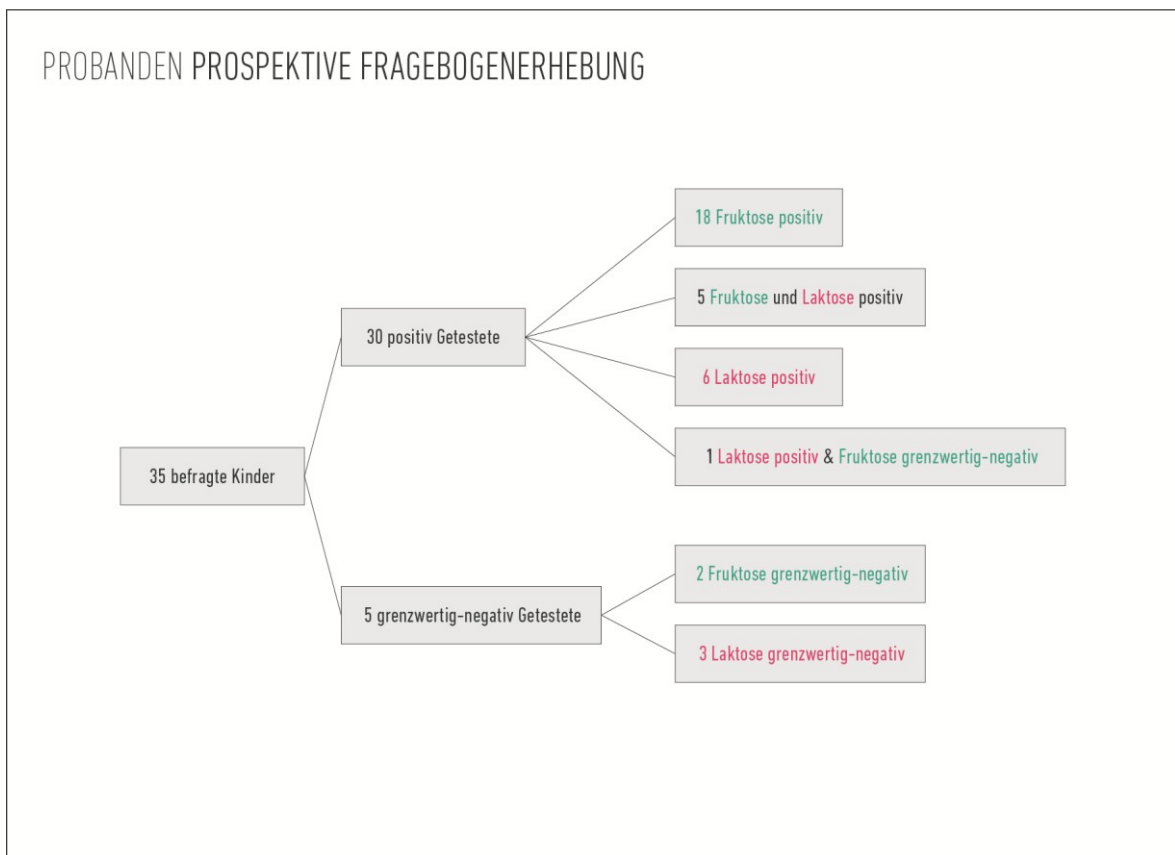 PROBANDEN PROSPEKTIVE FRAGEBOGENERHEBUNG
35 befragte Kinder
30 positiv Getestete
18 Fruktose positiv
5 Fruktose und Laktose positiv
6 Laktose positiv
1 Laktose positiv & Fruktose grenzwertig-negativ
5 grenzwertig-negativ Getestete
2 Fruktose grenzwertig-negativ
3 Laktose grenzwertig-negativ